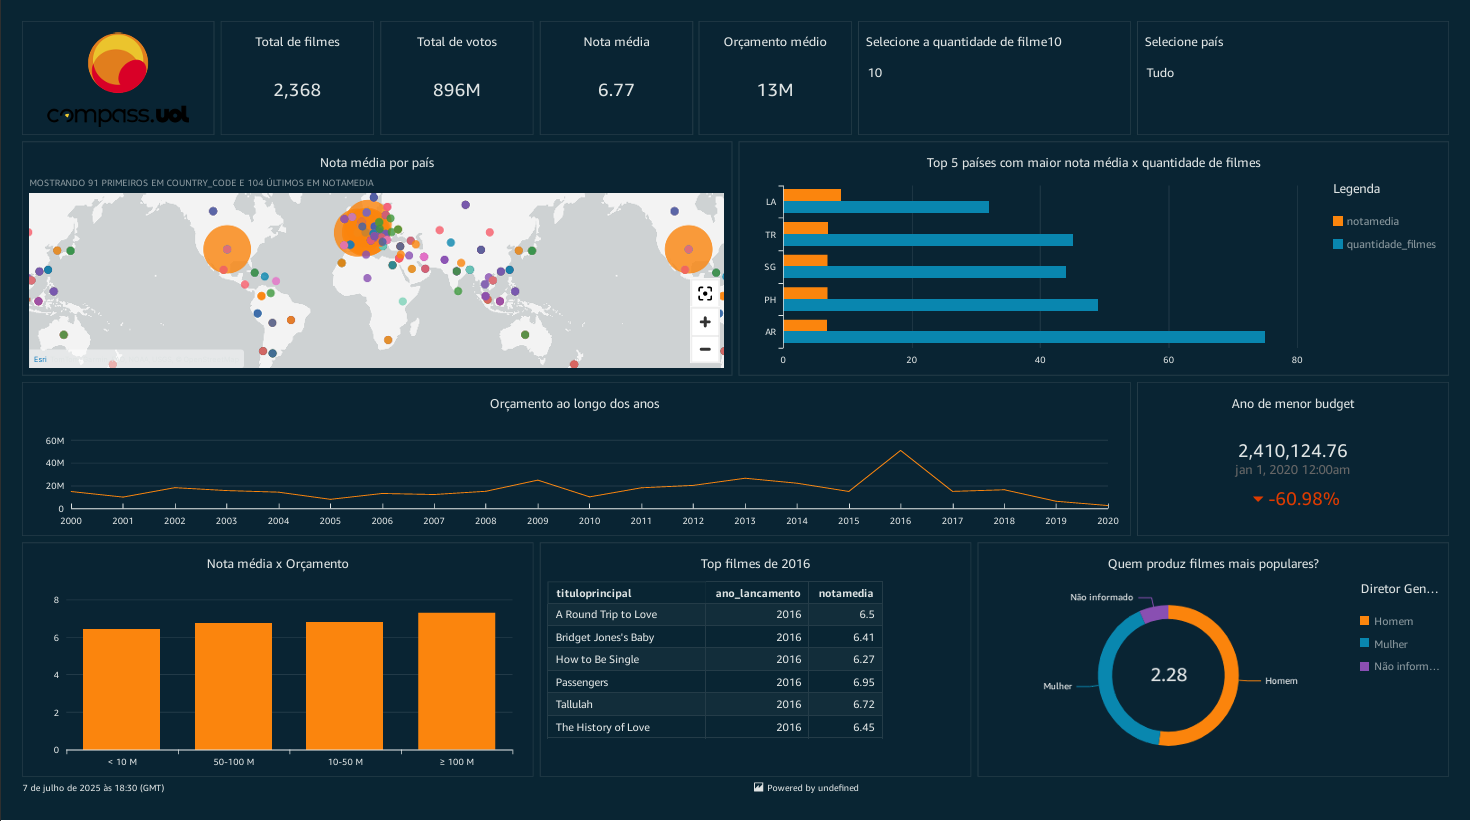 compass.uol
Total de filmes
2,368
Total de votos
896M
Nota média
6.77
Orçamento médio
13M
Selecione a quantidade de filme10
10
Selecione país
Tudo
Nota média por país
MOSTRANDO 91 PRIMEIROS EM COUNTRY_CODE E 104 ÚLTIMOS EM NOTAMEDIA
Esri
Top 5 países com maior nota média x quantidade de filmes
LA
TR
SG
PH
AR
0 20 40 60 80
Legenda
notamedia
quantidade_filmes
Orçamento ao longo dos anos
60M
40M
20M
0
2000 2001 2002 2003 2004 2005 2006 2007 2008 2009 2010 2011 2012 2013 2014 2015 2016 2017 2018 2019 2020
Ano de menor budget
2,410,124.76
jan 1, 2020 12:00am
-60.98%
Nota média x Orçamento
8
6
4
2
0
< 10 M 50-100 M 10-50 M ≥ 100 M
Top filmes de 2016
tituloprincipal ano_lancamento notamedia
A Round Trip to Love 2016 6.5
Bridget Jones's Baby 2016 6.41
How to Be Single 2016 6.27
Passengers 2016 6.95
Tallulah 2016 6.72
The History of Love 2016 6.45
Quem produz filmes mais populares?
Não informado
Mulher
2.28
Homem
Diretor Gen...
Homem
Mulher
Não inform...
7 de julho de 2025 às 18:30 (GMT)
Powered by undefined